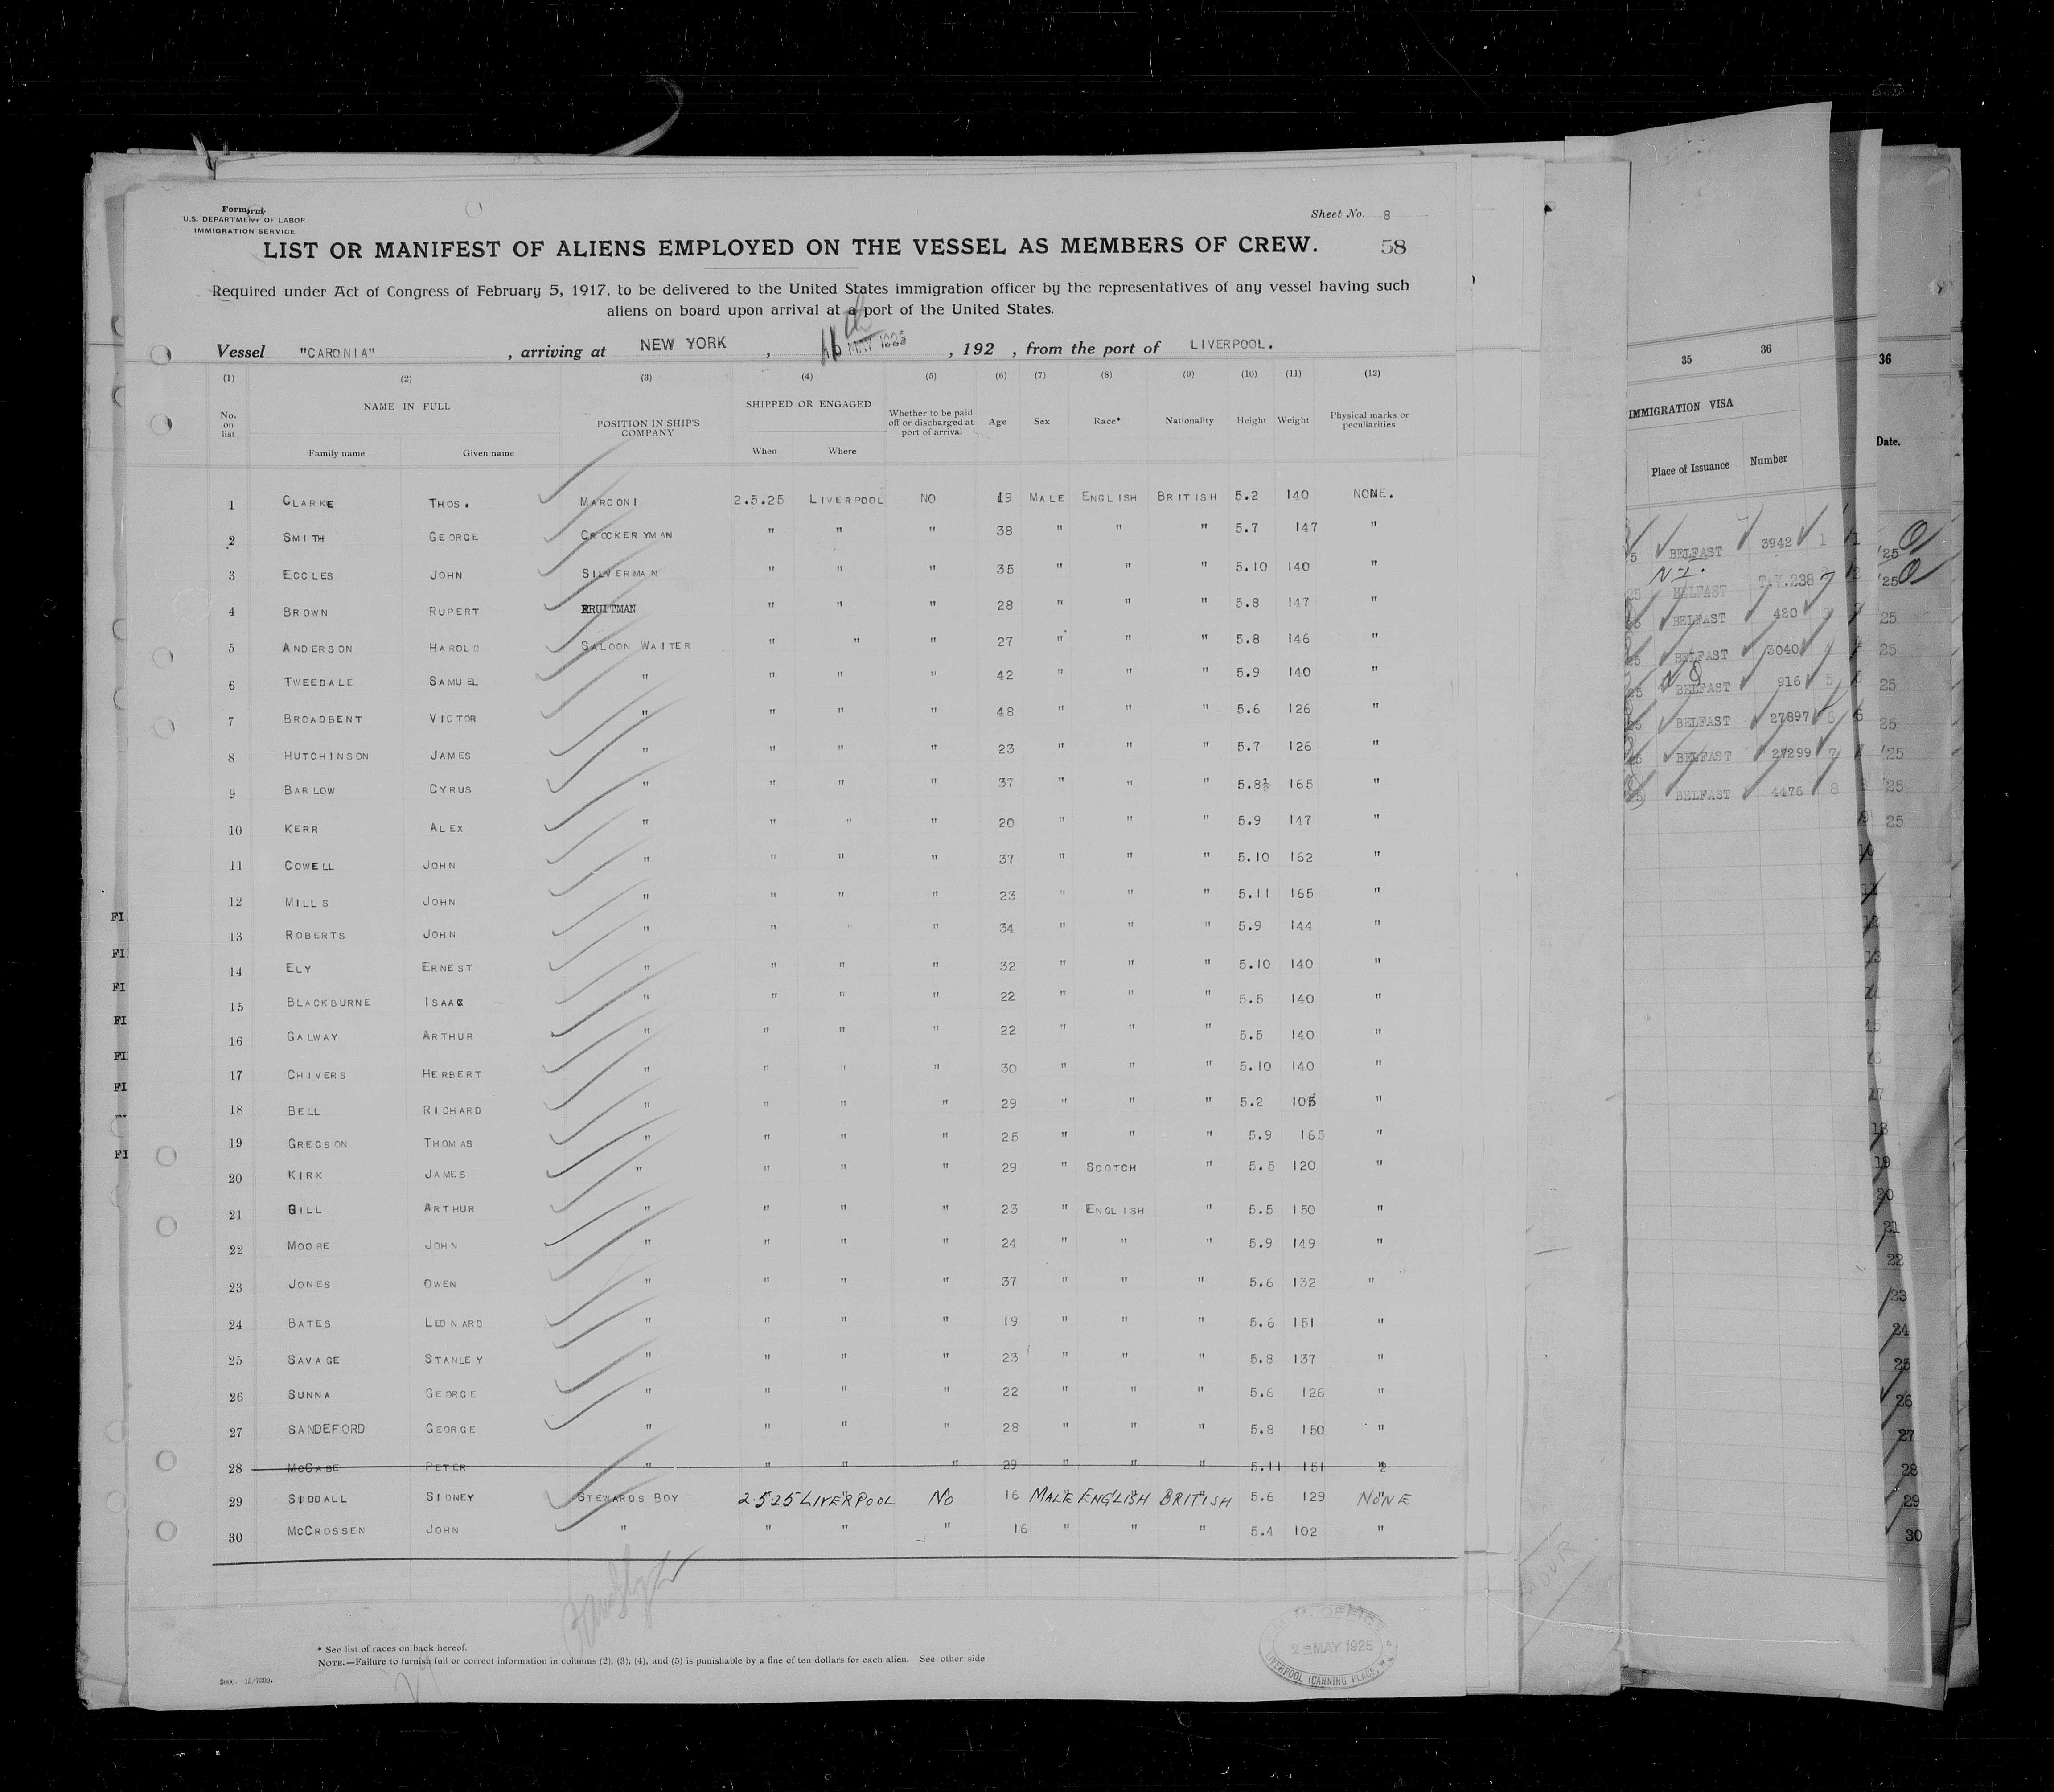 Form
U.S. DEPARTMENT OF LABOR
IMMIGRATION SERVICE
Sheet No. 8
LIST OR MANIFEST OF ALIENS EMPLOYED ON THE VESSEL AS MEMBERS OF CREW. 58
Required under Act of Congress of February 5, 1917, to be delivered to the United States immigration officer by the representatives of any vessel having such
aliens on board upon arrival at a port of the United States.
Vessel "CARONIA" , arriving at NEW YORK , MAY 1925 , 192 , from the port of LIVERPOOL.
(1) (2) (3) (4) (5) (6) (7) (8) (9) (10) (11) (12)
No. on list NAME IN FULL Family name Given name POSITION IN SHIP'S COMPANY SHIPPED OR ENGAGED When Where Whether to be paid off or discharged at port of arrival Age Sex Race* Nationality Height Weight Physical marks or peculiarities
1 CLARKE THOS. MARCONI 2.5.25 LIVERPOOL NO 19 MALE ENGLISH BRITISH 5.2 140 NONE.
2 SMITH GEORGE CROCKERYMAN " " " 38 " " " 5.7 147 "
3 ECCLES JOHN SILVERMAN " " " 35 " " " 5.10 140 "
4 BROWN RUPERT FRUITMAN " " " 28 " " " 5.8 147 "
5 ANDERSON HAROLD SALOON WAITER " " " 27 " " " 5.8 146 "
6 TWEEDALE SAMUEL " " " " 42 " " " 5.9 140 "
7 BROADBENT VICTOR " " " " 48 " " " 5.6 126 "
8 HUTCHINSON JAMES " " " " 23 " " " 5.7 126 "
9 BARLOW CYRUS " " " " 37 " " " 5.8½ 165 "
10 KERR ALEX " " " " 20 " " " 5.9 147 "
11 COWELL JOHN " " " " 37 " " " 5.10 162 "
12 MILLS JOHN " " " " 23 " " " 5.11 165 "
13 ROBERTS JOHN " " " " 34 " " " 5.9 144 "
14 ELY ERNEST " " " " 32 " " " 5.10 140 "
15 BLACKBURNE ISAAC " " " " 22 " " " 5.5 140 "
16 GALWAY ARTHUR " " " " 22 " " " 5.5 140 "
17 CHIVERS HERBERT " " " " 30 " " " 5.10 140 "
18 BELL RICHARD " " " " 29 " " " 5.2 105 "
19 GREGSON THOMAS " " " " 25 " " " 5.9 165 "
20 KIRK JAMES " " " " 29 " SCOTCH " 5.5 120 "
21 GILL ARTHUR " " " " 23 " ENGLISH " 5.5 150 "
22 MOORE JOHN " " " " 24 " " " 5.9 149 "
23 JONES OWEN " " " " 37 " " " 5.6 132 "
24 BATES LEONARD " " " " 19 " " " 5.6 151 "
25 SAVAGE STANLEY " " " " 23 " " " 5.8 137 "
26 SUNNA GEORGE " " " " 22 " " " 5.6 126 "
27 SANDEFORD GEORGE " " " " 28 " " " 5.8 150 "
28 McCABE PETER " " " " 29 " " " 5.11 151 "
29 SIDDALL SIDNEY STEWARDS BOY 2.5.25 LIVERPOOL NO 16 MALE ENGLISH BRITISH 5.6 129 NONE
30 McCROSSEN JOHN " " " " 16 " " " 5.4 102 "
* See list of races on back hereof.
NOTE.—Failure to furnish full or correct information in columns (2), (3), (4), and (5) is punishable by a fine of ten dollars for each alien. See other side
MAY 1925
LIVERPOOL (CANNING PLACE
35 36 36
IMMIGRATION VISA
Place of Issuance Number Date.
BELFAST 3942 1
BELFAST T.V.238
BELFAST 420
BELFAST 3040 4
BELFAST 916 5
BELFAST 27897 6
BELFAST 27299 7
BELFAST 4476 8